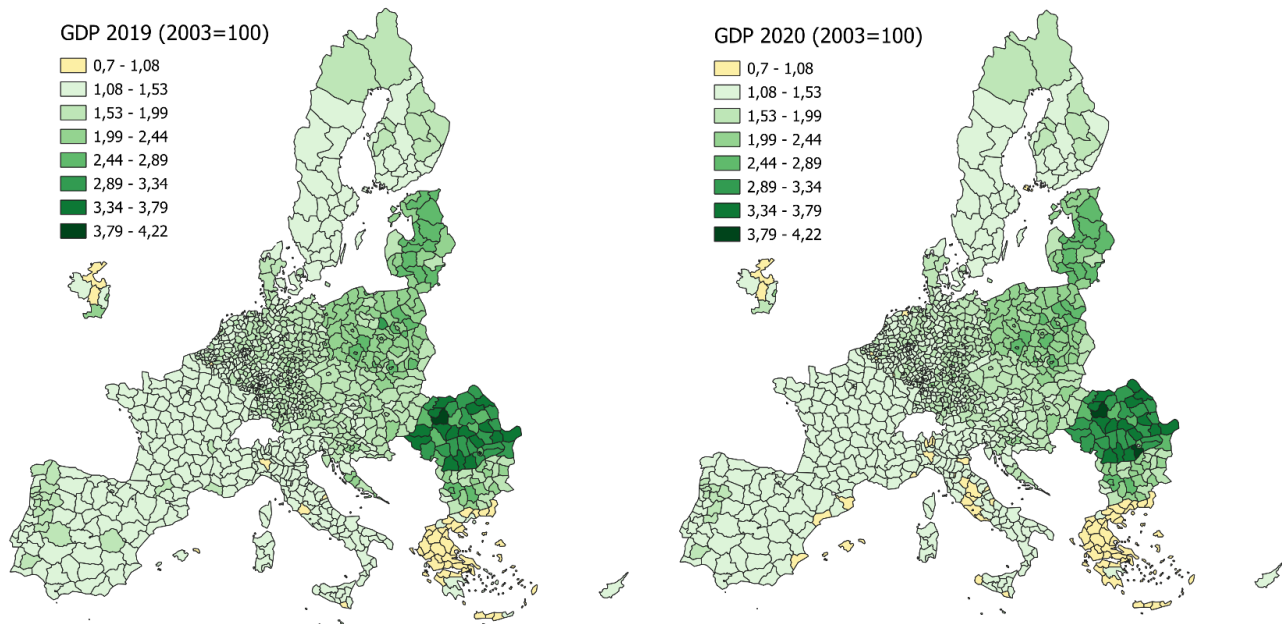 GDP 2019 (2003=100)
0,7 - 1,08
1,08 - 1,53
1,53 - 1,99
1,99 - 2,44
2,44 - 2,89
2,89 - 3,34
3,34 - 3,79
3,79 - 4,22
GDP 2020 (2003=100)
0,7 - 1,08
1,08 - 1,53
1,53 - 1,99
1,99 - 2,44
2,44 - 2,89
2,89 - 3,34
3,34 - 3,79
3,79 - 4,22